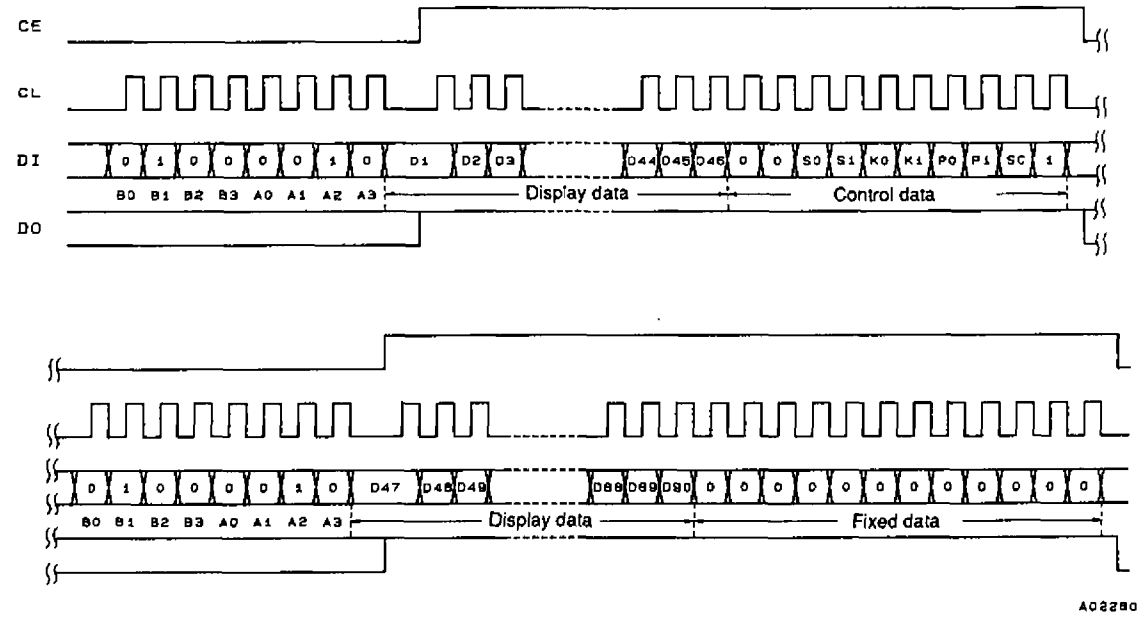 CE
CL
DI 0 1 0 0 0 0 1 0 D1 D2 D3 D44 D45 D46 0 0 S0 S1 K0 K1 P0 P1 SC 1
B0 B1 B2 B3 A0 A1 A2 A3 Display data Control data
DO
0 1 0 0 0 0 1 0 D47 D48 D49 D88 D89 D90 0 0 0 0 0 0 0 0 0 0 0 0
B0 B1 B2 B3 A0 A1 A2 A3 Display data Fixed data
A02280